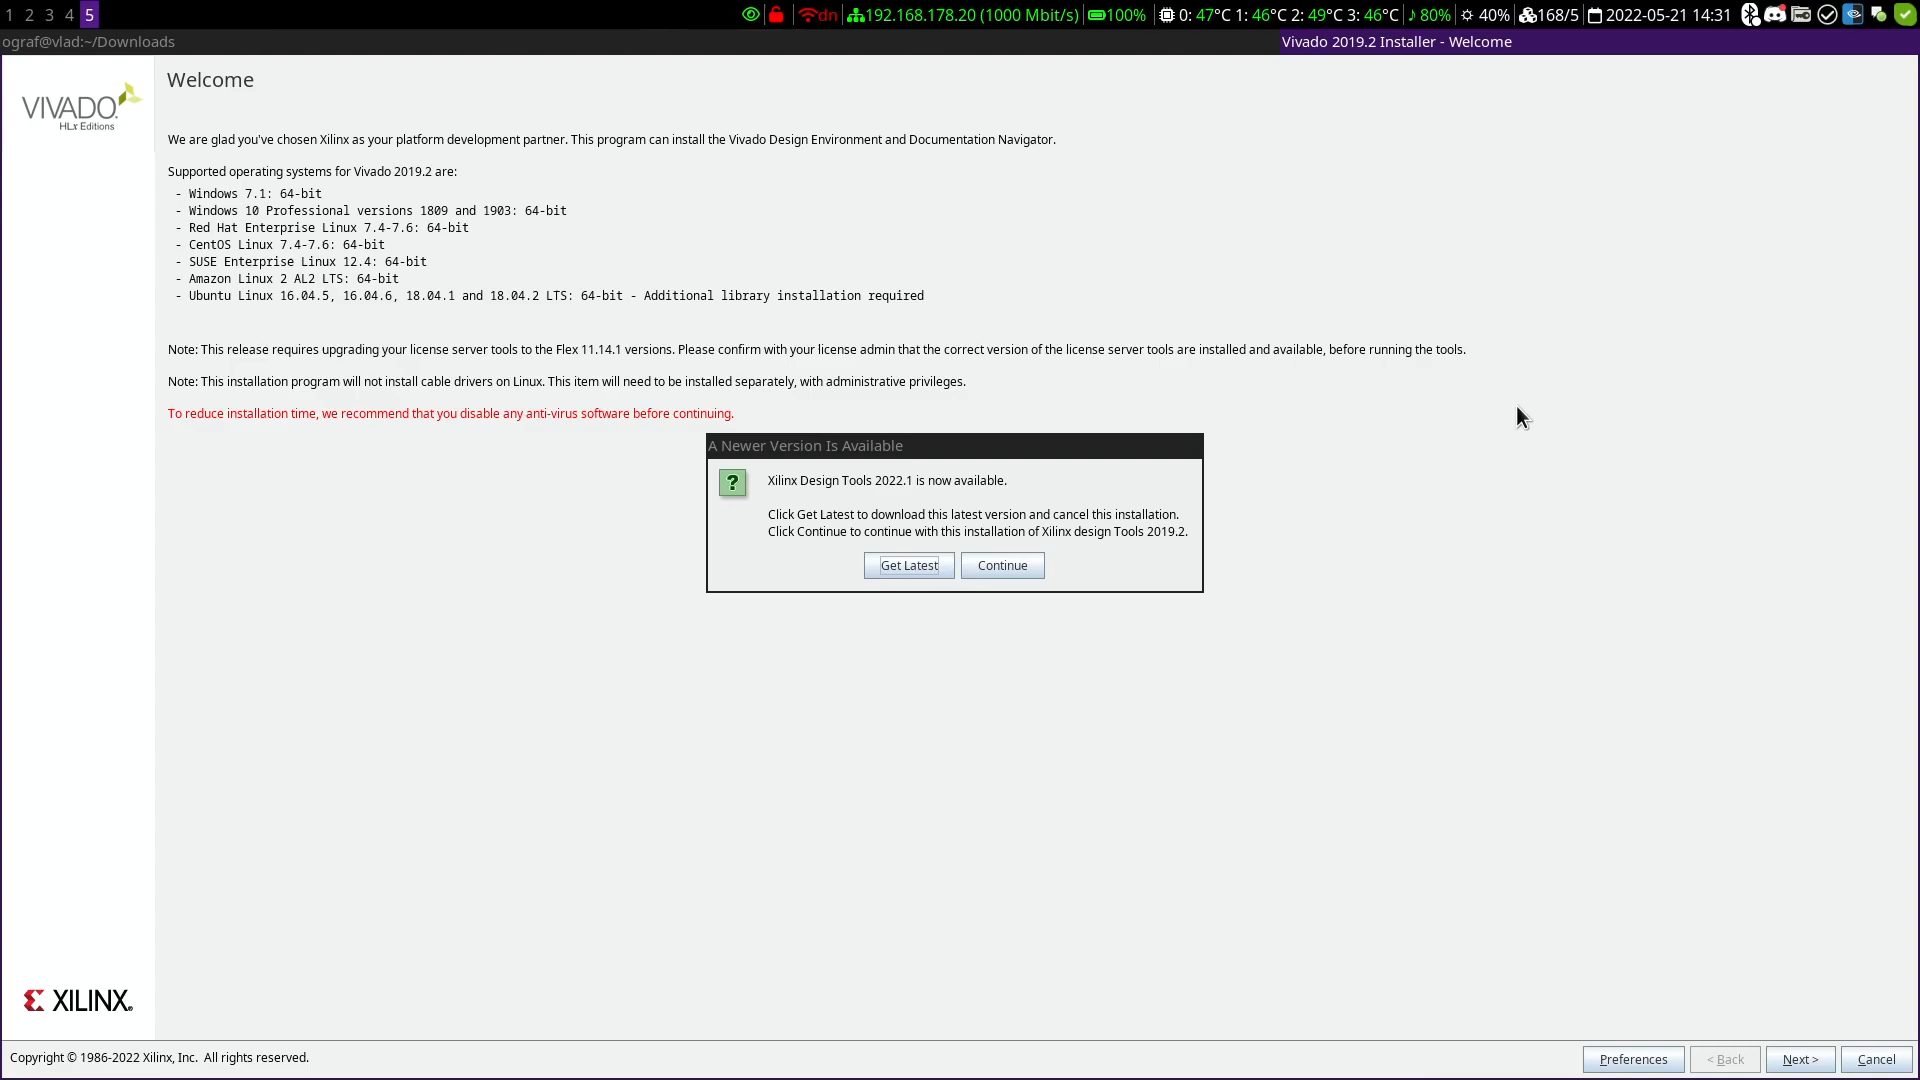 1 2 3 4 5
dn 192.168.178.20 (1000 Mbit/s) 100% 0: 47°C 1: 46°C 2: 49°C 3: 46°C 80% 40% 168/5 2022-05-21 14:31
ograf@vlad:~/Downloads
Vivado 2019.2 Installer - Welcome
VIVADO.
HLx Editions
Welcome
We are glad you've chosen Xilinx as your platform development partner. This program can install the Vivado Design Environment and Documentation Navigator.
Supported operating systems for Vivado 2019.2 are:
- Windows 7.1: 64-bit
- Windows 10 Professional versions 1809 and 1903: 64-bit
- Red Hat Enterprise Linux 7.4-7.6: 64-bit
- CentOS Linux 7.4-7.6: 64-bit
- SUSE Enterprise Linux 12.4: 64-bit
- Amazon Linux 2 AL2 LTS: 64-bit
- Ubuntu Linux 16.04.5, 16.04.6, 18.04.1 and 18.04.2 LTS: 64-bit - Additional library installation required
Note: This release requires upgrading your license server tools to the Flex 11.14.1 versions. Please confirm with your license admin that the correct version of the license server tools are installed and available, before running the tools.
Note: This installation program will not install cable drivers on Linux. This item will need to be installed separately, with administrative privileges.
To reduce installation time, we recommend that you disable any anti-virus software before continuing.
A Newer Version Is Available
?
Xilinx Design Tools 2022.1 is now available.
Click Get Latest to download this latest version and cancel this installation.
Click Continue to continue with this installation of Xilinx design Tools 2019.2.
Get Latest
Continue
XILINX®
Copyright © 1986-2022 Xilinx, Inc. All rights reserved.
Preferences
< Back
Next >
Cancel